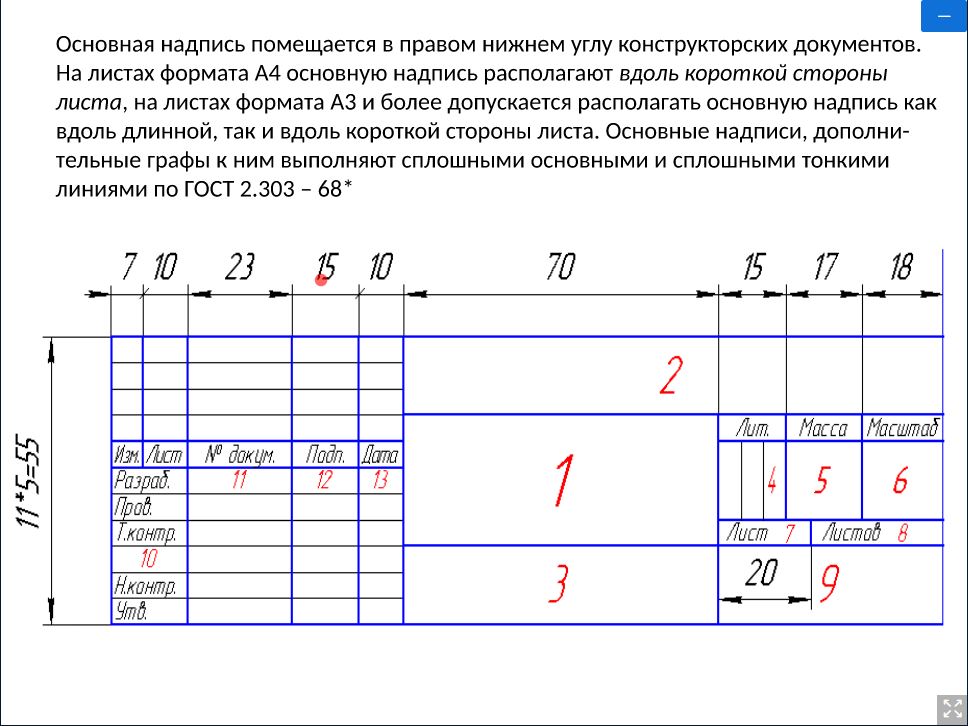 Основная надпись помещается в правом нижнем углу конструкторских документов.
На листах формата А4 основную надпись располагают вдоль короткой стороны
листа, на листах формата А3 и более допускается располагать основную надпись как
вдоль длинной, так и вдоль короткой стороны листа. Основные надписи, дополни-
тельные графы к ним выполняют сплошными основными и сплошными тонкими
линиями по ГОСТ 2.303 – 68*
7 10 23 15 10 70 15 17 18
2
Лит. Масса Масштаб
11*5=55
Изм. Лист № докум. Подп. Дата
Разраб. 11 12 13
1
4 5 6
Пров.
Т.контр.
Лист 7 Листов 8
10
Н.контр.
3
20 9
Утв.